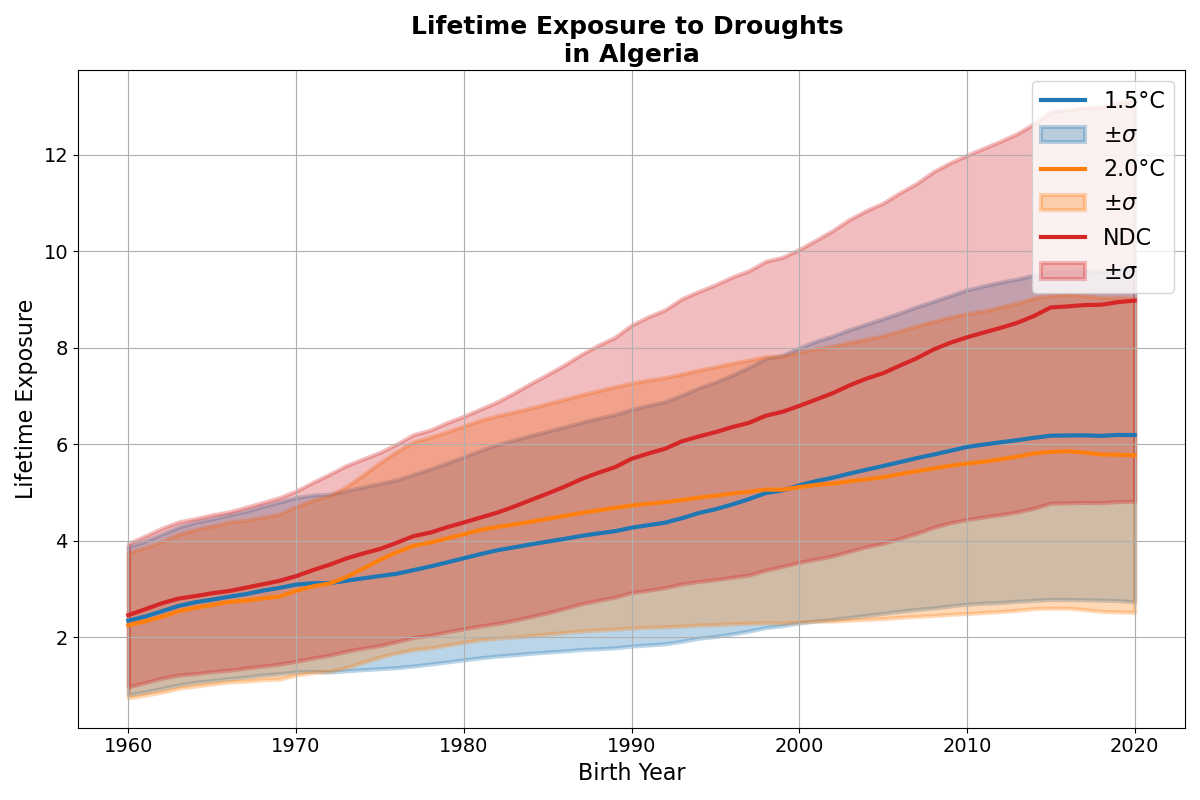 Lifetime Exposure to Droughts
in Algeria
Lifetime Exposure
12
10
8
6
4
2
1.5°C
±σ
2.0°C
±σ
NDC
±σ
1960 1970 1980 1990 2000 2010 2020
Birth Year